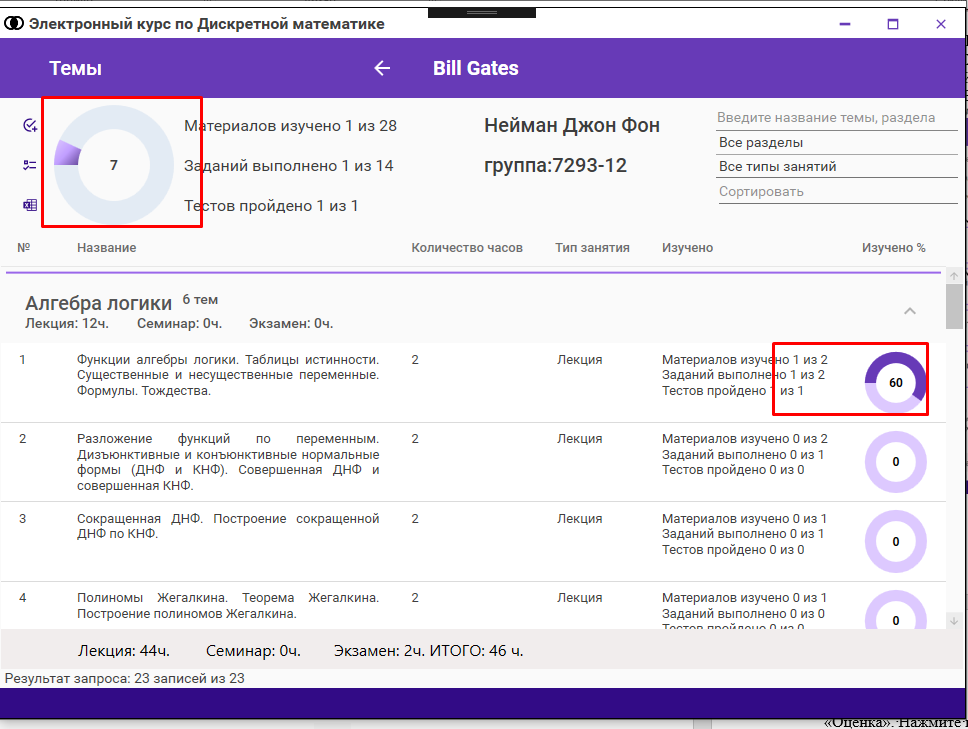 Электронный курс по Дискретной математике
Темы
Bill Gates
7
Материалов изучено 1 из 28
Заданий выполнено 1 из 14
Тестов пройдено 1 из 1
Нейман Джон Фон
группа:7293-12
Введите название темы, раздела
Все разделы
Все типы занятий
Сортировать
№ Название Количество часов Тип занятия Изучено Изучено %
Алгебра логики 6 тем
Лекция: 12ч. Семинар: 0ч. Экзамен: 0ч.
1
Функции алгебры логики. Таблицы истинности.
Существенные и несущественные переменные.
Формулы. Тождества.
2
Лекция
Материалов изучено 1 из 2
Заданий выполнено 1 из 2
Тестов пройдено 1 из 1
60
2
Разложение функций по переменным.
Дизъюнктивные и конъюнктивные нормальные
формы (ДНФ и КНФ). Совершенная ДНФ и
совершенная КНФ.
2
Лекция
Материалов изучено 0 из 2
Заданий выполнено 0 из 1
Тестов пройдено 0 из 0
0
3
Сокращенная ДНФ. Построение сокращенной
ДНФ по КНФ.
2
Лекция
Материалов изучено 0 из 1
Заданий выполнено 0 из 1
Тестов пройдено 0 из 0
0
4
Полиномы Жегалкина. Теорема Жегалкина.
Построение полиномов Жегалкина.
2
Лекция
Материалов изучено 0 из 1
Заданий выполнено 0 из 0
Тестов пройдено 0 из 0
0
Лекция: 44ч. Семинар: 0ч. Экзамен: 2ч. ИТОГО: 46 ч.
Результат запроса: 23 записей из 23
«Оценка». Нажмите